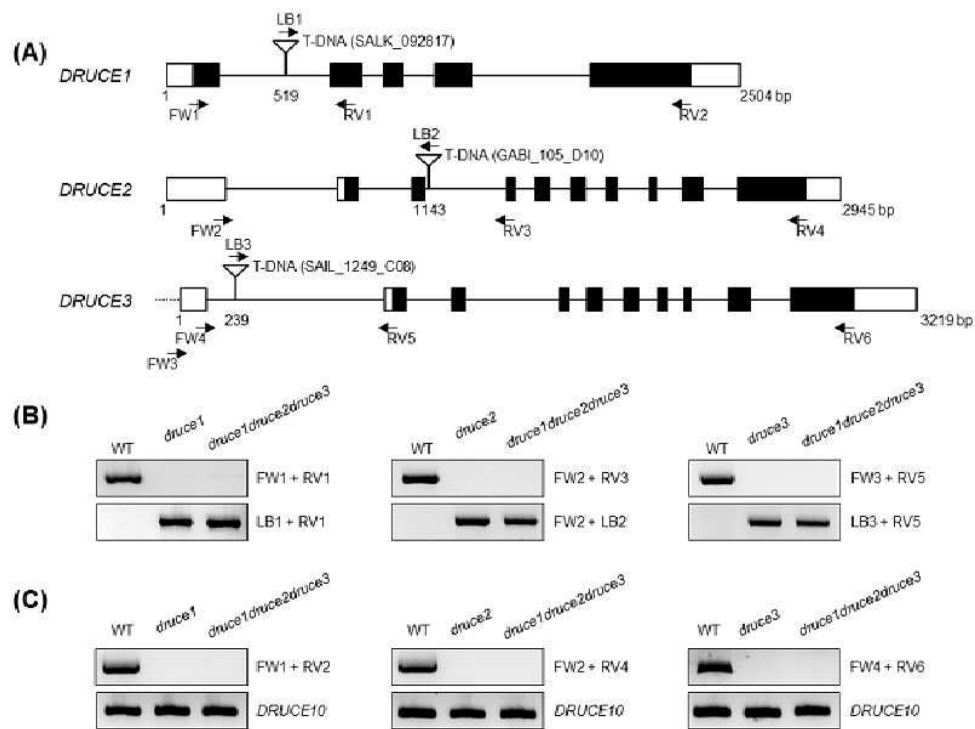 (A)
LB1
T-DNA (SALK_092817)
DRUCE1
1
519
2504 bp
FW1
RV1
RV2
LB2
T-DNA (GABI_105_D10)
DRUCE2
1
1143
2945 bp
FW2
RV3
RV4
LB3
T-DNA (SAIL_1249_C08)
DRUCE3
1
239
3219 bp
FW4
RV5
RV6
FW3
(B)
WT druce1 druce1druce2druce3
FW1 + RV1
LB1 + RV1
WT druce2 druce1druce2druce3
FW2 + RV3
FW2 + LB2
WT druce3 druce1druce2druce3
FW3 + RV5
LB3 + RV5
(C)
WT druce1 druce1druce2druce3
FW1 + RV2
DRUCE10
WT druce2 druce1druce2druce3
FW2 + RV4
DRUCE10
WT druce3 druce1druce2druce3
FW4 + RV6
DRUCE10